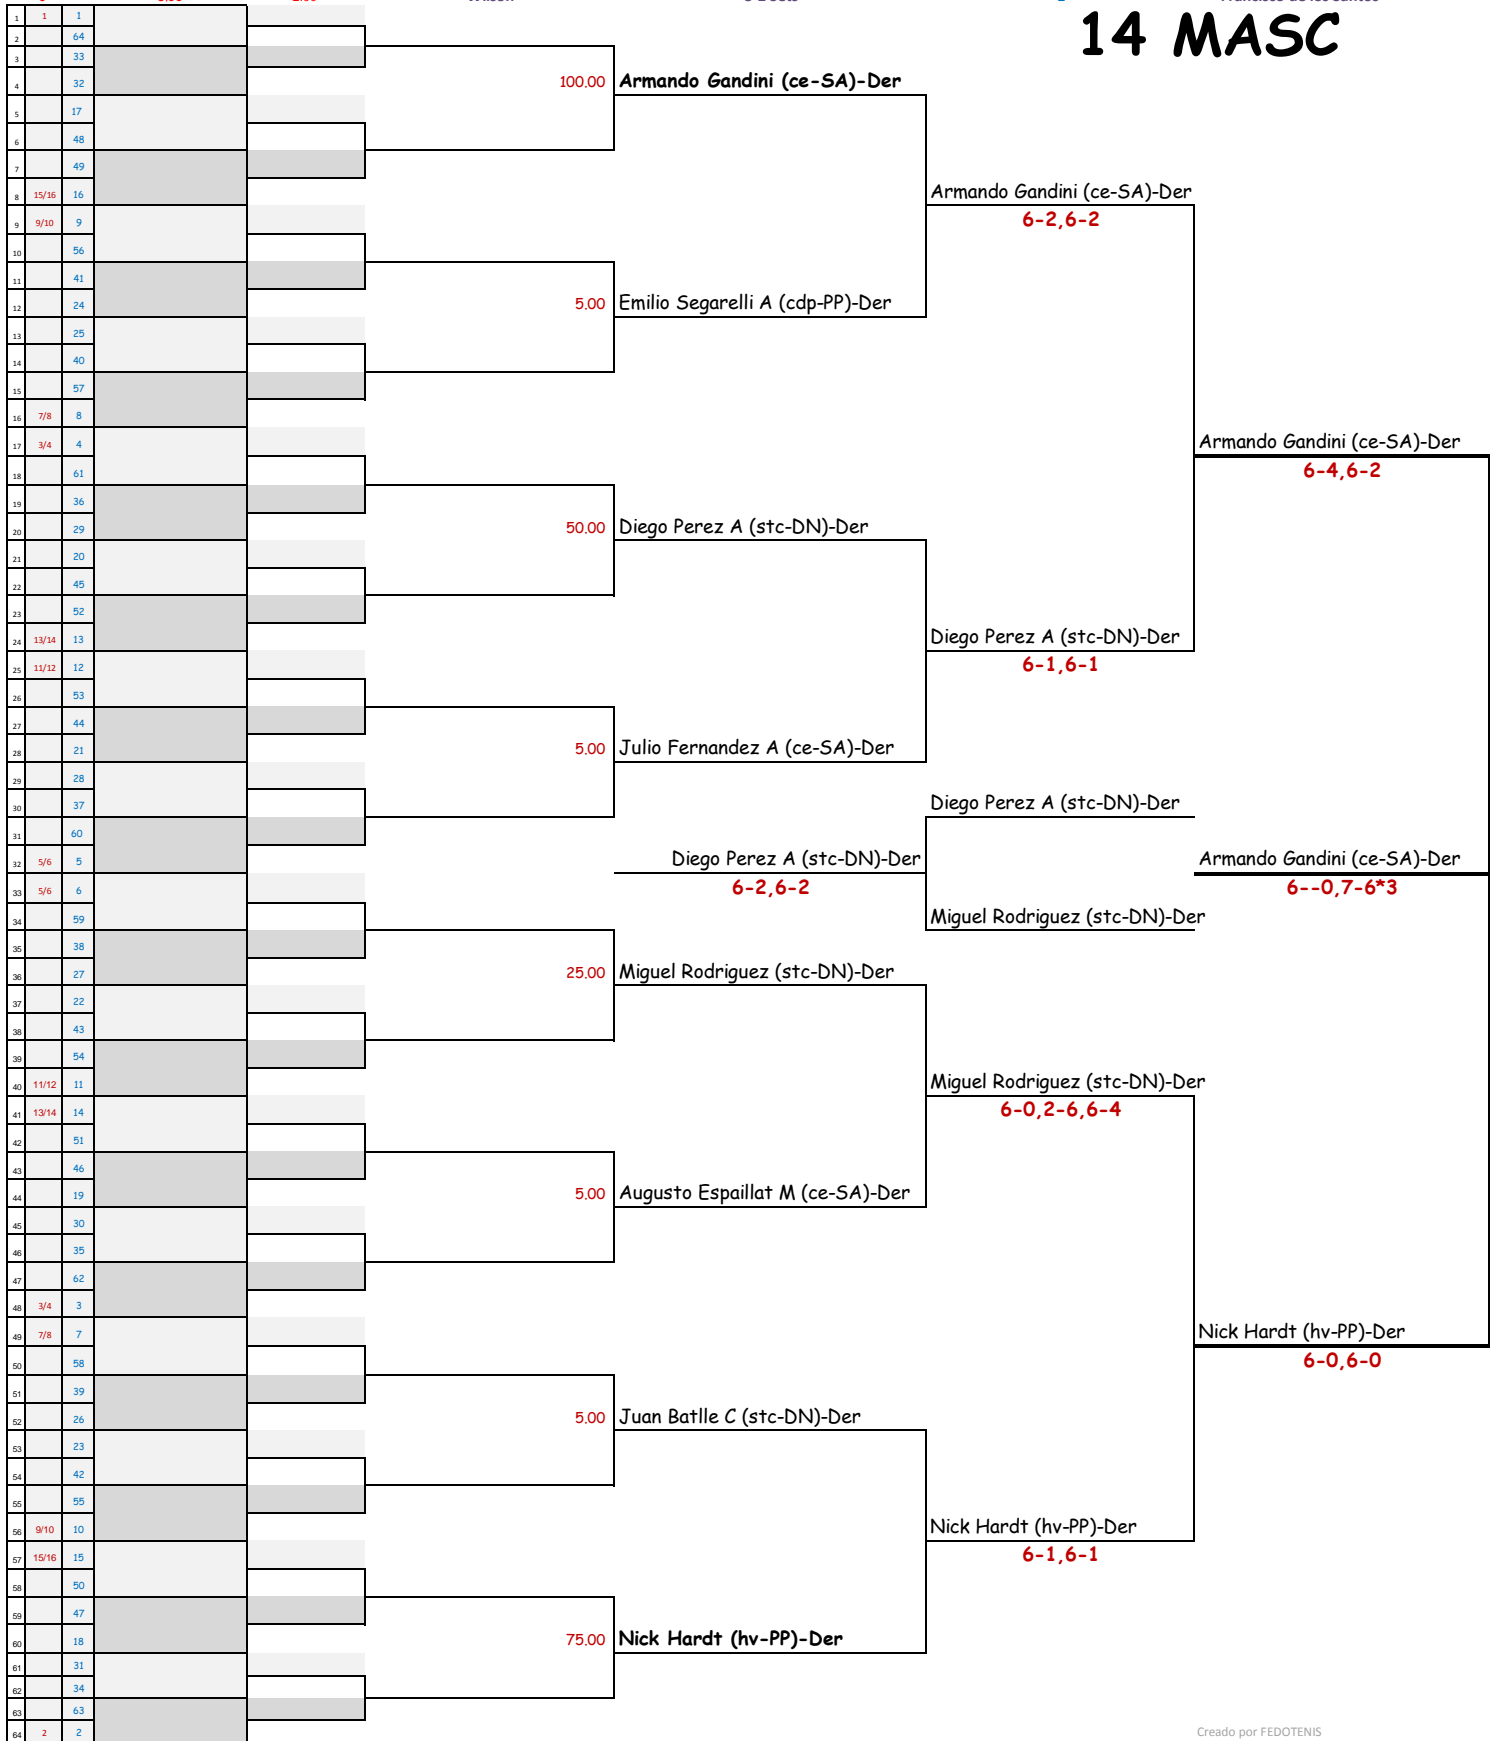 14 MASC
1 1 1
2 64
3 33
4 32
100.00 Armando Gandini (ce-SA)-Der
5 17
6 48
7 49
8 15/16 16
Armando Gandini (ce-SA)-Der
9 9/10 9
6-2,6-2
10 56
11 41
12 24
5.00 Emilio Segarelli A (cdp-PP)-Der
13 25
14 40
15 57
16 7/8 8
17 3/4 4
Armando Gandini (ce-SA)-Der
18 61
6-4,6-2
19 36
20 29
50.00 Diego Perez A (stc-DN)-Der
21 20
22 45
23 52
24 13/14 13
Diego Perez A (stc-DN)-Der
25 11/12 12
6-1,6-1
26 53
27 44
28 21
5.00 Julio Fernandez A (ce-SA)-Der
29 28
30 37
Diego Perez A (stc-DN)-Der
31 60
32 5/6 5
Diego Perez A (stc-DN)-Der
Armando Gandini (ce-SA)-Der
33 5/6 6
6-2,6-2
6--0,7-6*3
34 59
Miguel Rodriguez (stc-DN)-Der
35 38
36 27
25.00 Miguel Rodriguez (stc-DN)-Der
37 22
38 43
39 54
40 11/12 11
Miguel Rodriguez (stc-DN)-Der
41 13/14 14
6-0,2-6,6-4
42 51
43 46
44 19
5.00 Augusto Espaillat M (ce-SA)-Der
45 30
46 35
47 62
48 3/4 3
49 7/8 7
Nick Hardt (hv-PP)-Der
50 58
6-0,6-0
51 39
52 26
5.00 Juan Batlle C (stc-DN)-Der
53 23
54 42
55 55
56 9/10 10
Nick Hardt (hv-PP)-Der
57 15/16 15
6-1,6-1
58 50
59 47
60 18
75.00 Nick Hardt (hv-PP)-Der
61 31
62 34
63 63
64 2 2
Creado por FEDOTENIS